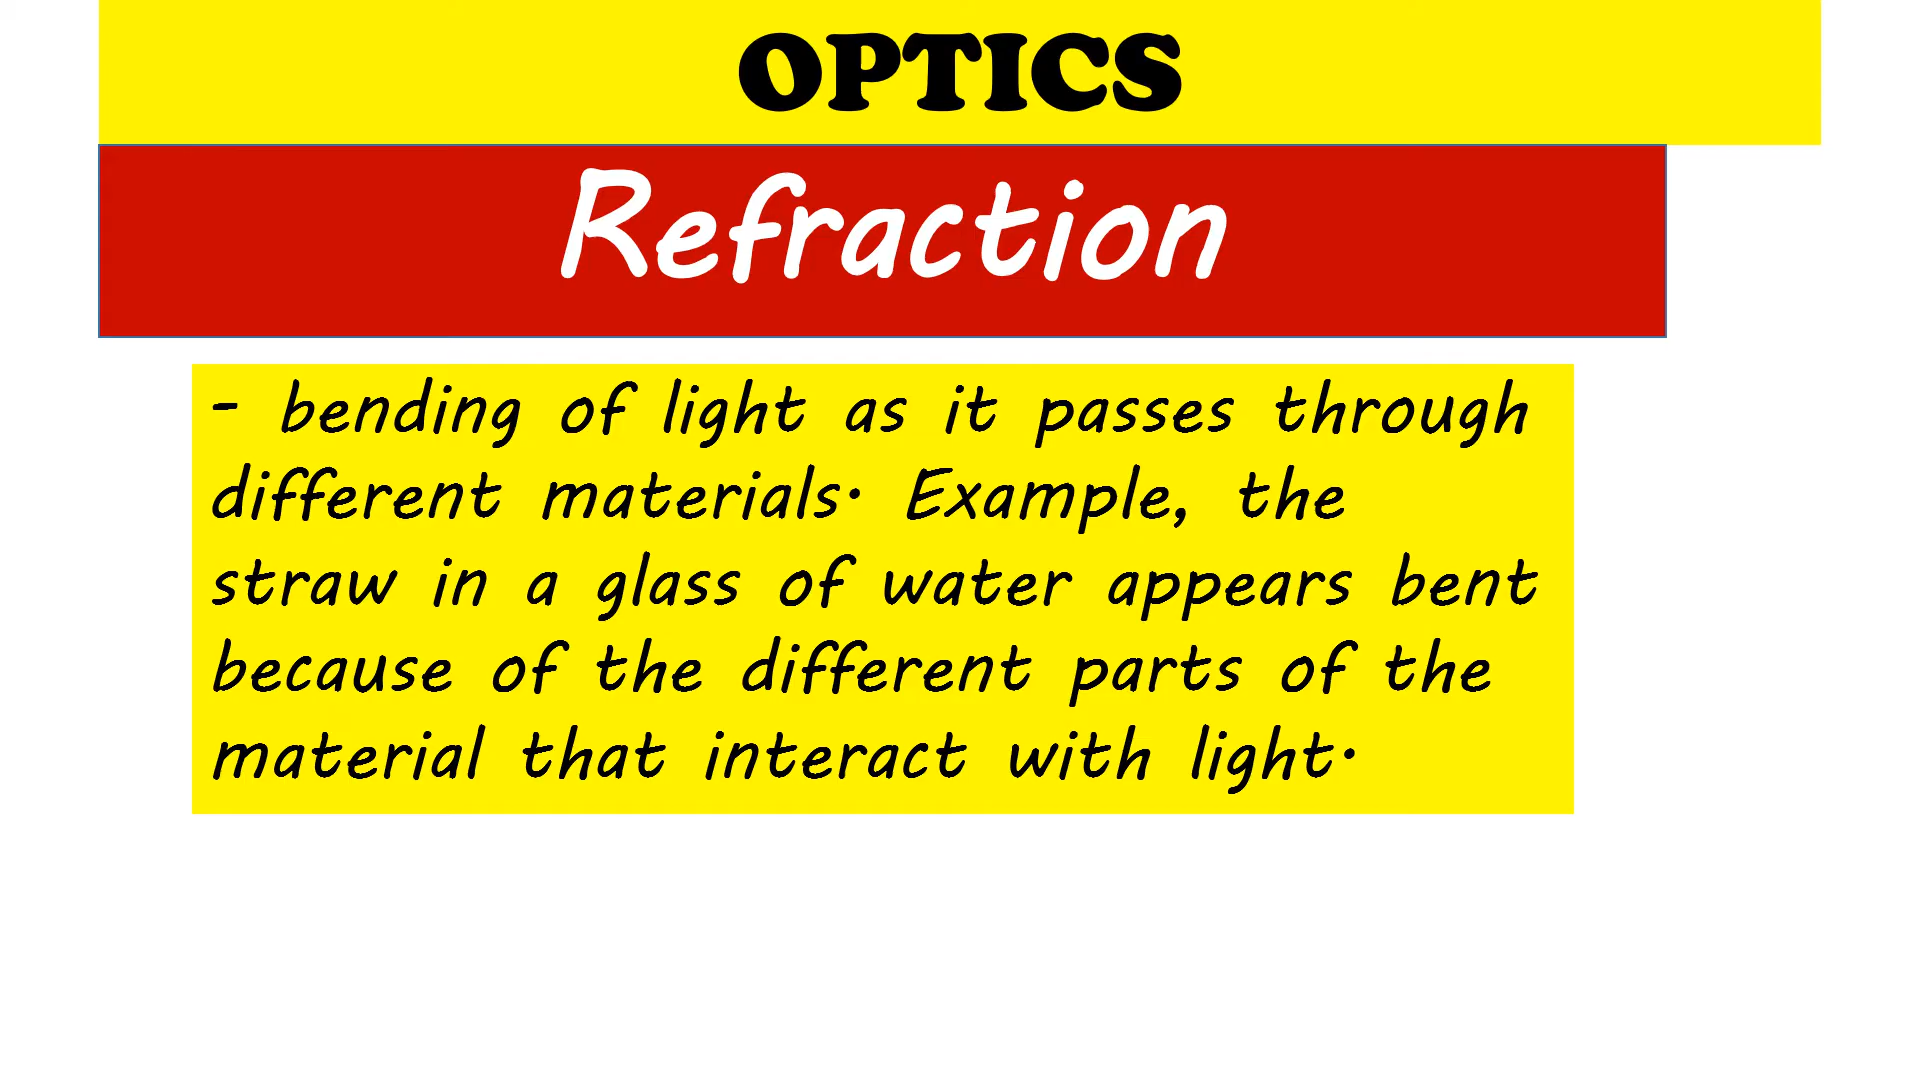 OPTICS
Refraction
- bending of light as it passes through
different materials. Example, the
straw in a glass of water appears bent
because of the different parts of the
material that interact with light.